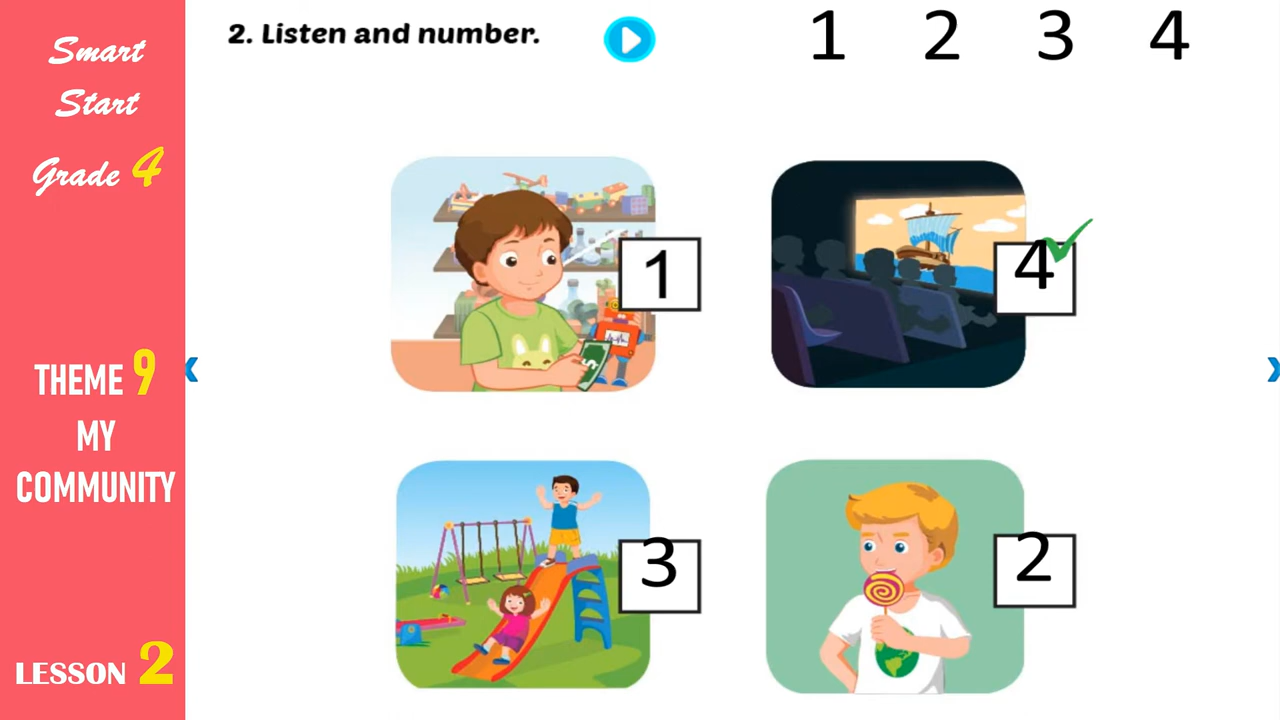 Smart
Start
Grade 4
THEME 9
MY
COMMUNITY
LESSON 2
2. Listen and number.
1 2 3 4
1
4
3
2